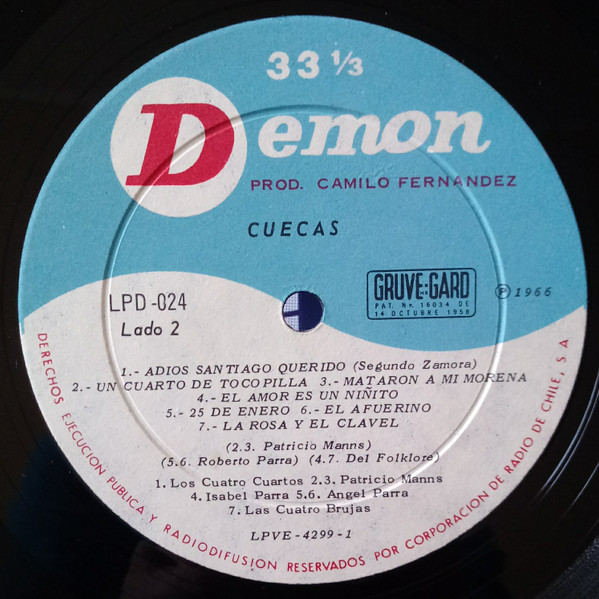 33 ⅓
Demon
PROD. CAMILO FERNANDEZ
CUECAS
LPD-024
Lado 2
GRUVE-GARD
PAT. Nr. 16034 DE
14 OCTUBRE 1958
℗ 1966
1.- ADIOS SANTIAGO QUERIDO (Segundo Zamora)
2.- UN CUARTO DE TOCOPILLA 3.- MATARON A MI MORENA
4.- EL AMOR ES UN NIÑITO
5.- 25 DE ENERO 6.- EL AFUERINO
7.- LA ROSA Y EL CLAVEL
(2.3. Patricio Manns)
(5.6. Roberto Parra) (4.7. Del Folklore)
1. Los Cuatro Cuartos 2.3. Patricio Manns
4. Isabel Parra 5.6. Angel Parra
7. Las Cuatro Brujas
LPVE-4299-1
DERECHOS EJECUCION PUBLICA Y RADIODIFUSION RESERVADOS POR CORPORACION DE RADIO DE CHILE, S A